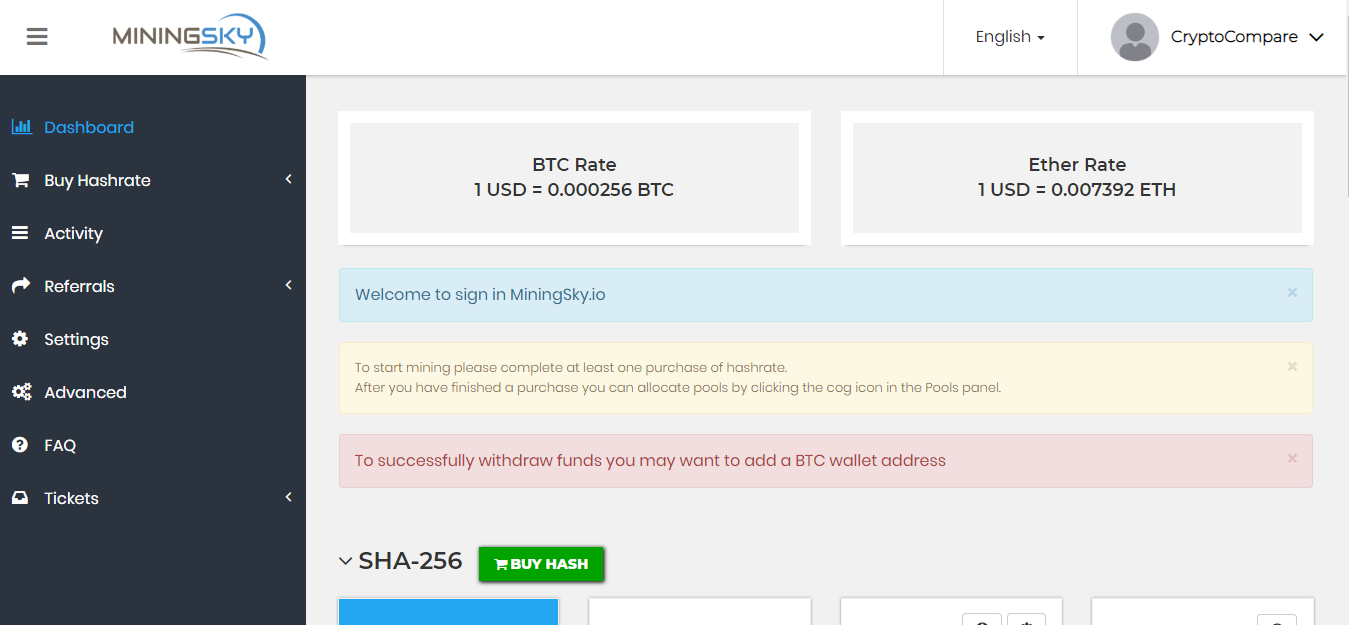 MININGSKY
English
CryptoCompare
Dashboard
Buy Hashrate
Activity
Referrals
Settings
Advanced
FAQ
Tickets
BTC Rate
1 USD = 0.000256 BTC
Ether Rate
1 USD = 0.007392 ETH
Welcome to sign in MiningSky.io
To start mining please complete at least one purchase of hashrate.
After you have finished a purchase you can allocate pools by clicking the cog icon in the Pools panel.
To successfully withdraw funds you may want to add a BTC wallet address
SHA-256
BUY HASH